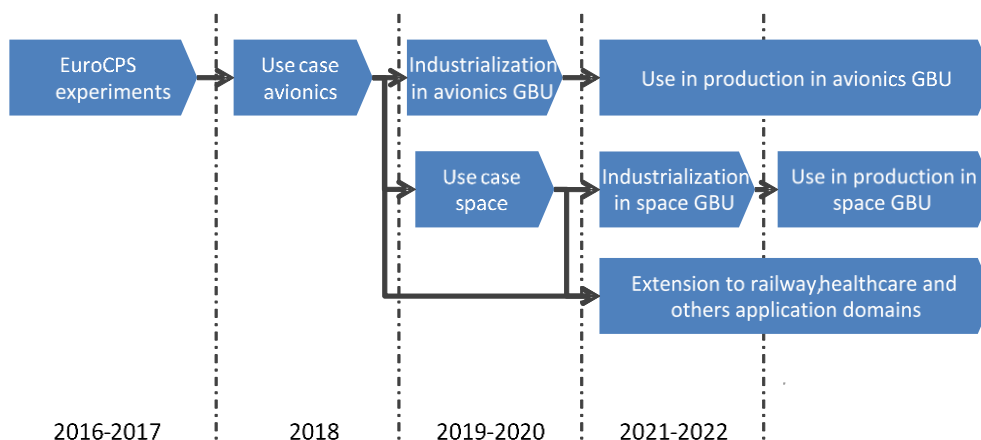 EuroCPS
experiments
Use case
avionics
Industrialization
in avionics GBU
Use in production in avionics GBU
Use case
space
Industrialization
in space GBU
Use in production in
space GBU
Extension to railway,healthcare and
others application domains
2016-2017
2018
2019-2020
2021-2022